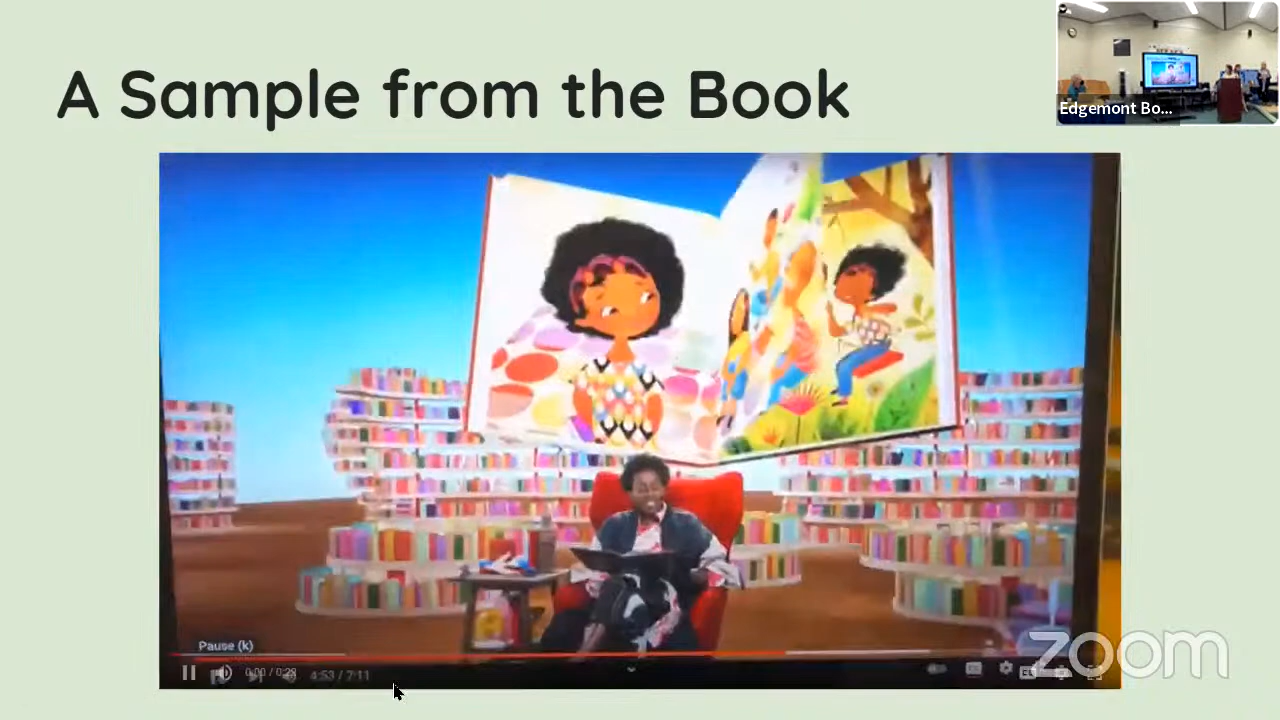 A Sample from the Book
Edgemont Bo...
Pause (k)
0:00 / 0:28
4:53 / 7:11
zoom